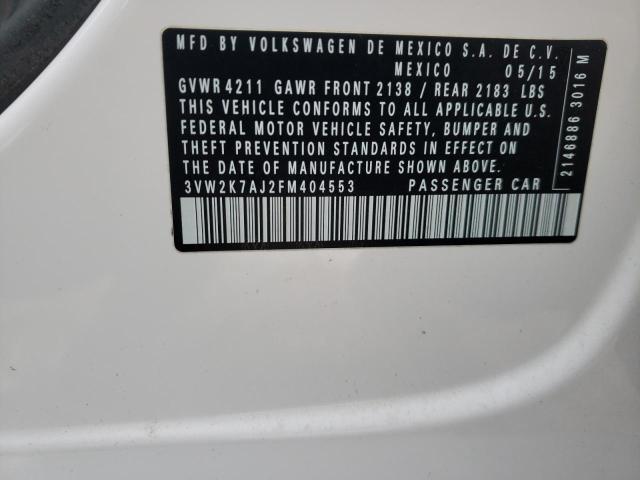 MFD BY VOLKSWAGEN DE MEXICO S.A. DE C.V.
MEXICO 05/15
GVWR 4211 GAWR FRONT 2138 / REAR 2183 LBS
THIS VEHICLE CONFORMS TO ALL APPLICABLE U.S.
FEDERAL MOTOR VEHICLE SAFETY, BUMPER AND
THEFT PREVENTION STANDARDS IN EFFECT ON
THE DATE OF MANUFACTURE SHOWN ABOVE.
3VW2K7AJ2FM404553 PASSENGER CAR
2146886 3016 M